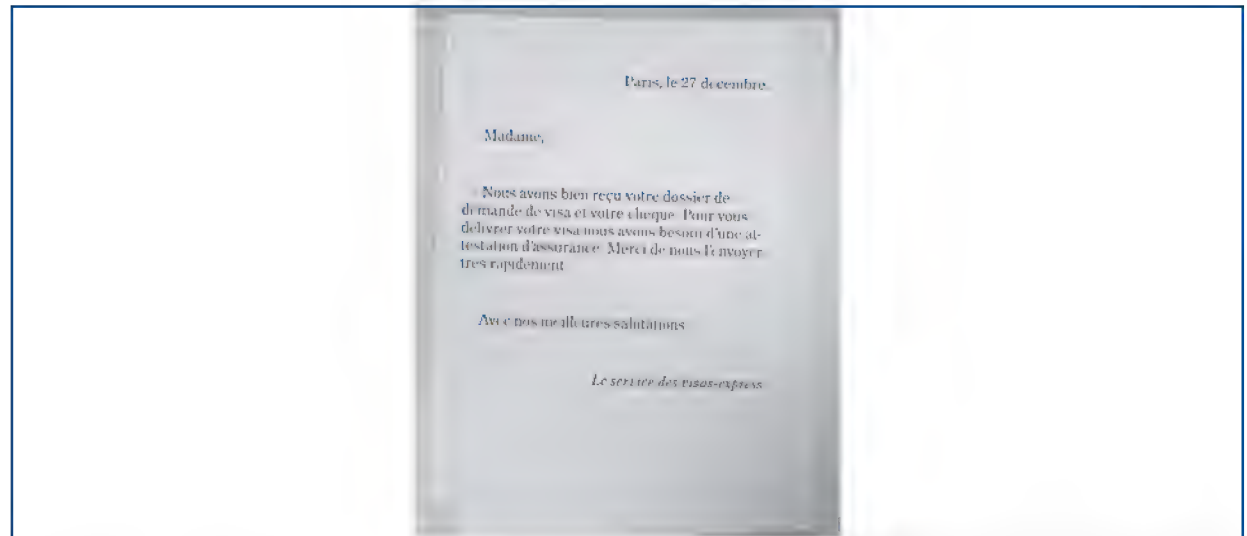 Paris, le 27 décembre.
Madame,
Nous avons bien reçu votre dossier de
demande de visa et votre chèque. Pour vous
délivrer votre visa nous avons besoin d'une at-
testation d'assurance. Merci de nous l'envoyer
très rapidement.
Avec nos meilleures salutations.
Le service des visas-express